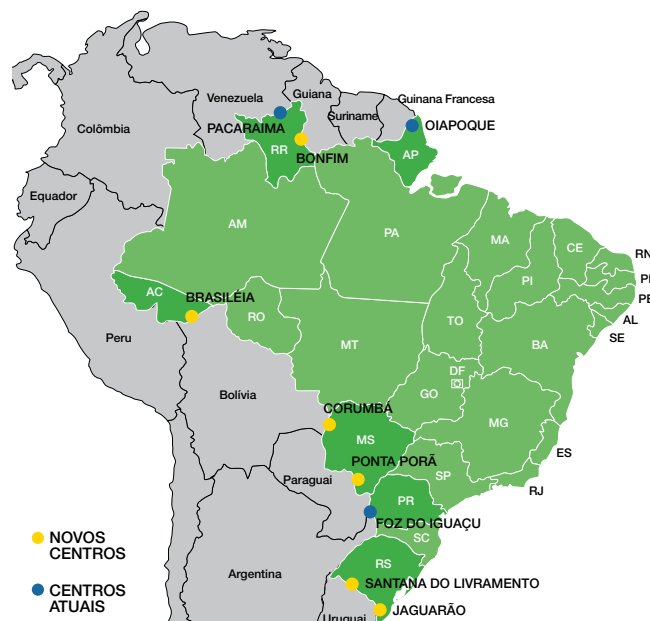 Venezuela
Guiana
Guinana Francesa
Suriname
PACARAIMA
OIAPOQUE
Colômbia
RR
BONFIM
AP
Equador
AM
PA
MA
CE
RN
PI
PE
AL
SE
AC
BRASILÉIA
RO
TO
BA
Peru
MT
DF
GO
Bolívia
CORUMBÁ
MS
MG
ES
PONTA PORÃ
SP
RJ
Paraguai
PR
FOZ DO IGUAÇU
SC
NOVOS
CENTROS
RS
Argentina
SANTANA DO LIVRAMENTO
CENTROS
ATUAIS
JAGUARÃO
Uruguai